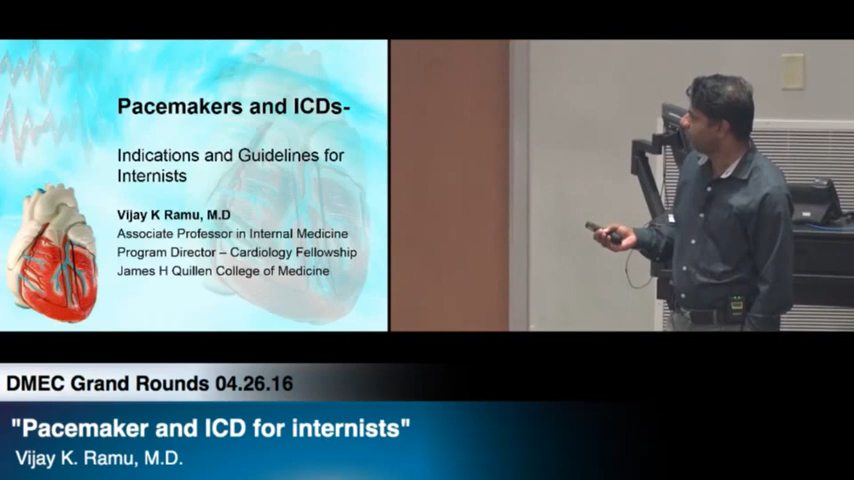 Pacemakers and ICDs-
Indications and Guidelines for
Internists
Vijay K Ramu, M.D
Associate Professor in Internal Medicine
Program Director – Cardiology Fellowship
James H Quillen College of Medicine
DMEC Grand Rounds 04.26.16
"Pacemaker and ICD for internists"
Vijay K. Ramu, M.D.